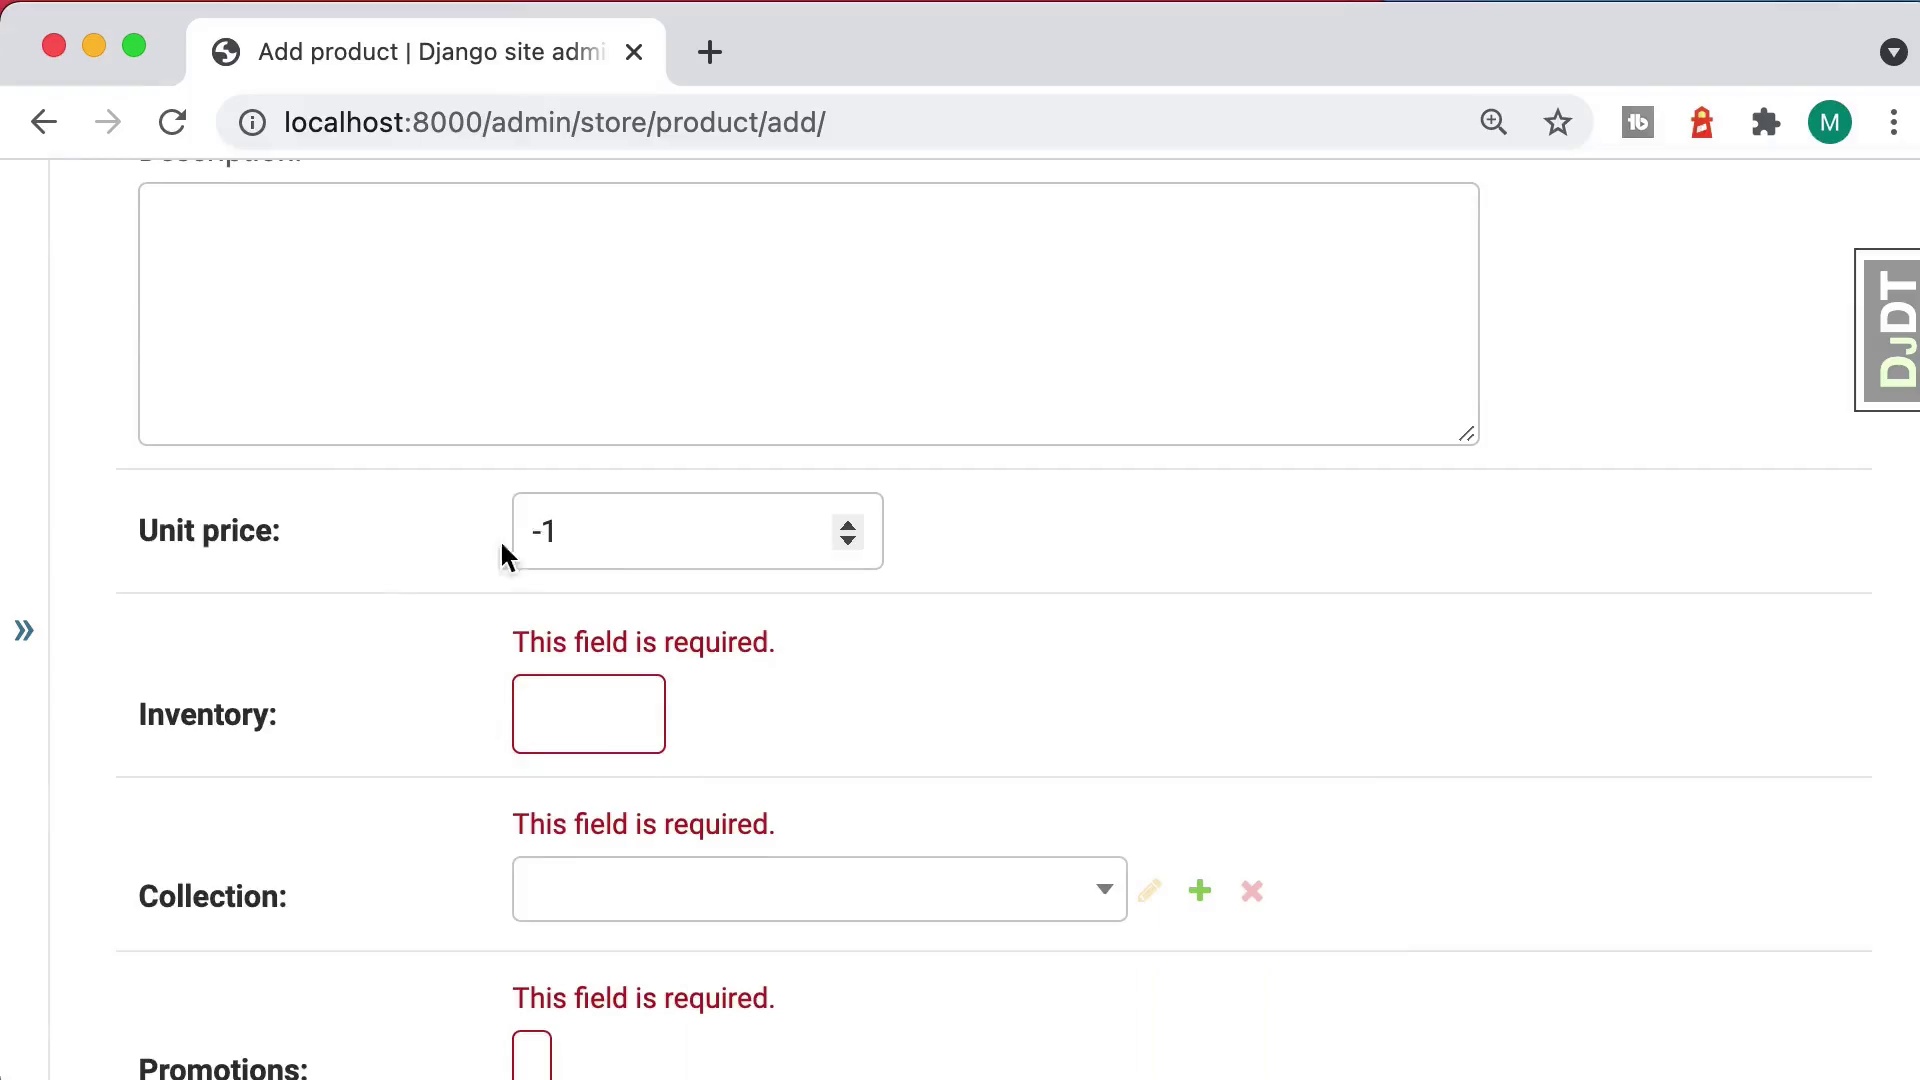 Add product | Django site admi
localhost:8000/admin/store/product/add/
M
Description:
DJDT
Unit price:
-1
This field is required.
Inventory:
This field is required.
Collection:
This field is required.
Promotions: